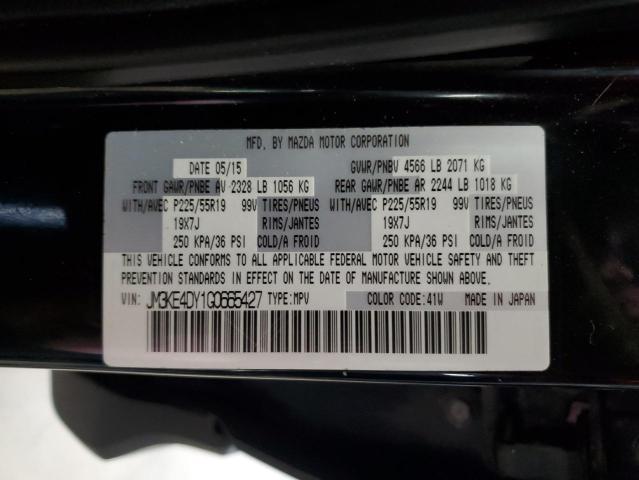 MFD. BY MAZDA MOTOR CORPORATION
DATE 05/15 GVWR/PNBV 4566 LB 2071 KG
FRONT GAWR/PNBE AV 2328 LB 1056 KG REAR GAWR/PNBE AR 2244 LB 1018 KG
WITH/AVEC P225/55R19 99V TIRES/PNEUS WITH/AVEC P225/55R19 99V TIRES/PNEUS
19X7J RIMS/JANTES 19X7J RIMS/JANTES
250 KPA/36 PSI COLD/A FROID 250 KPA/36 PSI COLD/A FROID
THIS VEHICLE CONFORMS TO ALL APPLICABLE FEDERAL MOTOR VEHICLE SAFETY AND THEFT
PREVENTION STANDARDS IN EFFECT ON THE DATE OF MANUFACTURE SHOWN ABOVE.
VIN: JM3KE4DY1G0665427 TYPE:MPV COLOR CODE:41W MADE IN JAPAN